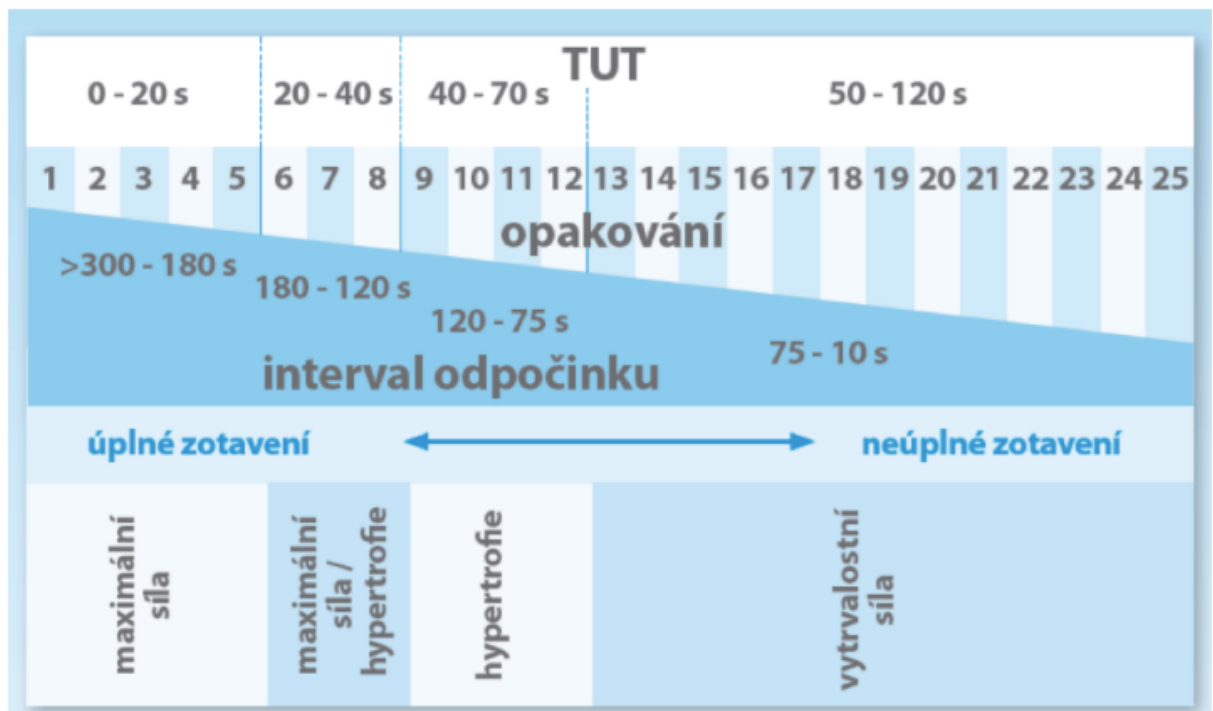 TUT
0 - 20 s 20 - 40 s 40 - 70 s 50 - 120 s
1 2 3 4 5 6 7 8 9 10 11 12 13 14 15 16 17 18 19 20 21 22 23 24 25
opakování
>300 - 180 s
180 - 120 s
120 - 75 s
75 - 10 s
interval odpočinku
úplné zotavení neúplné zotavení
maximální
síla
maximální
síla /
hypertrofie
hypertrofie
vytrvalostní
síla